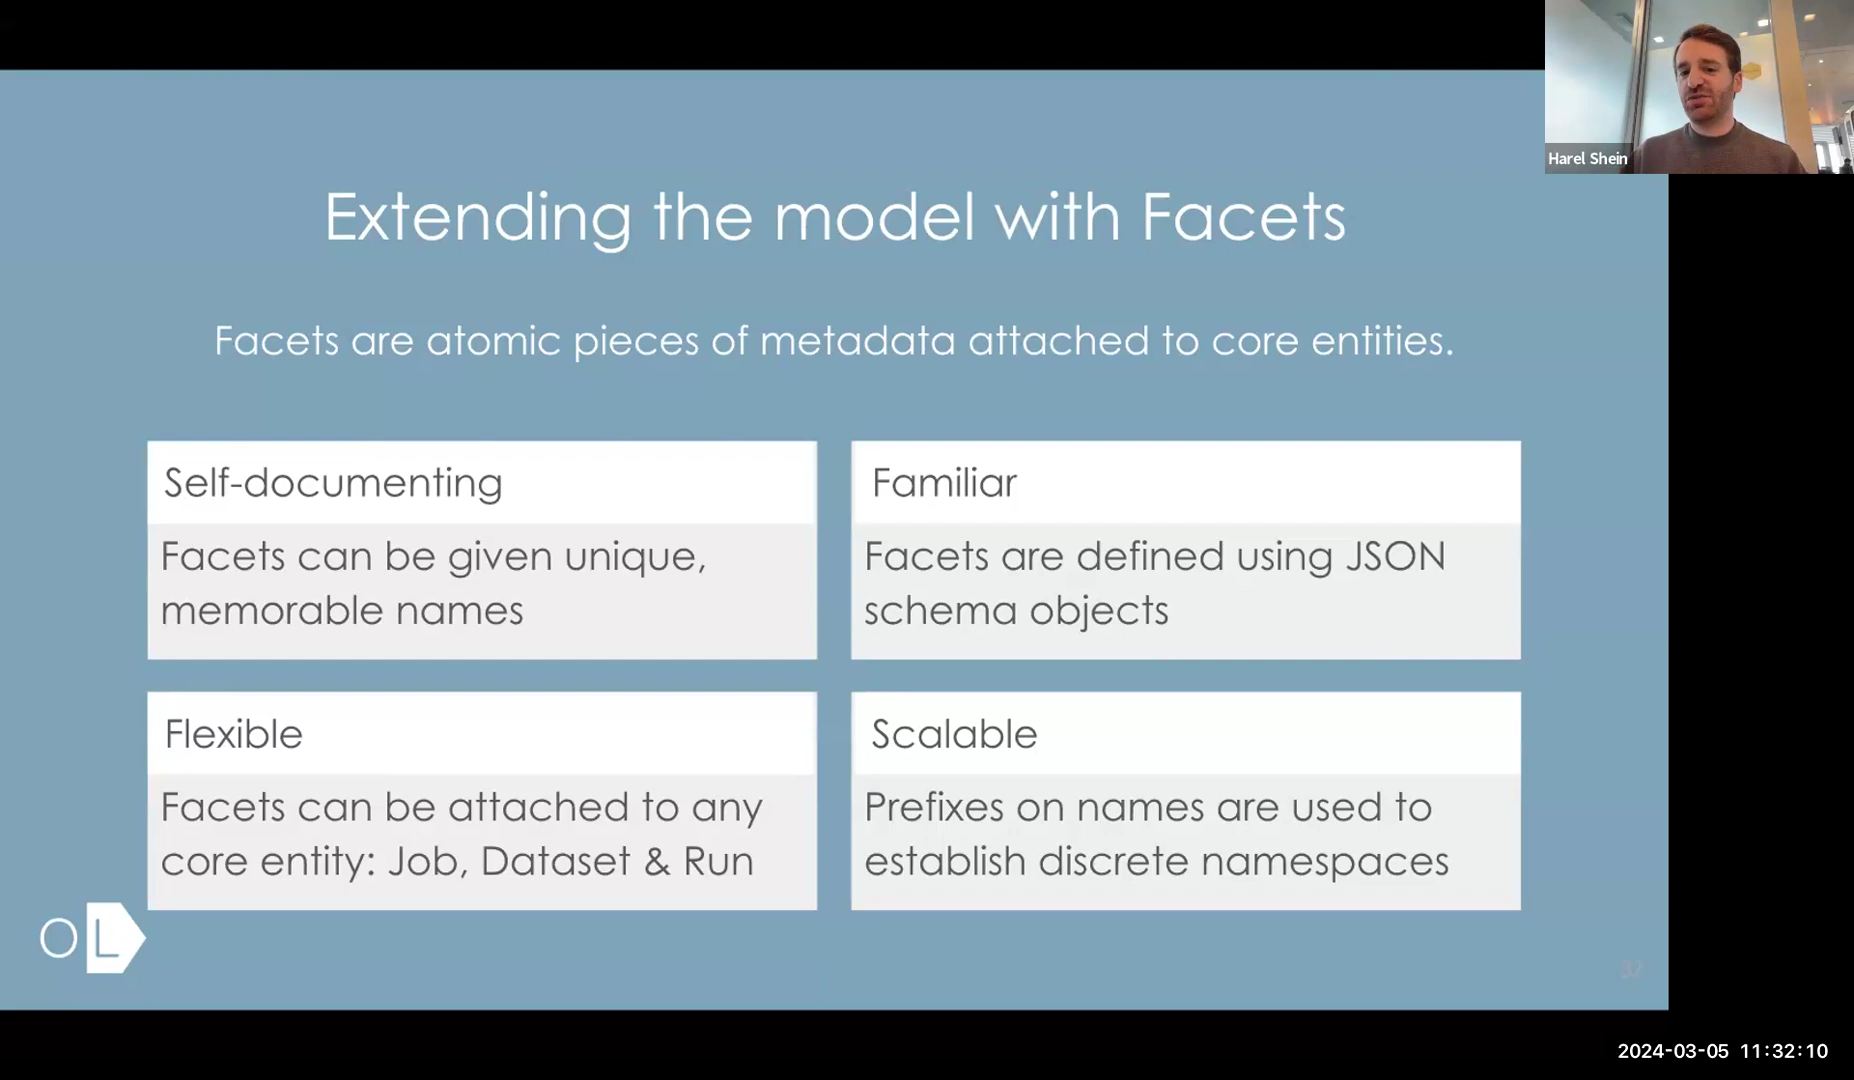 Harel Shein
Extending the model with Facets
Facets are atomic pieces of metadata attached to core entities.
Self-documenting
Facets can be given unique,
memorable names
Familiar
Facets are defined using JSON
schema objects
Flexible
Facets can be attached to any
core entity: Job, Dataset & Run
Scalable
Prefixes on names are used to
establish discrete namespaces
OL
37
2024-03-05 11:32:10